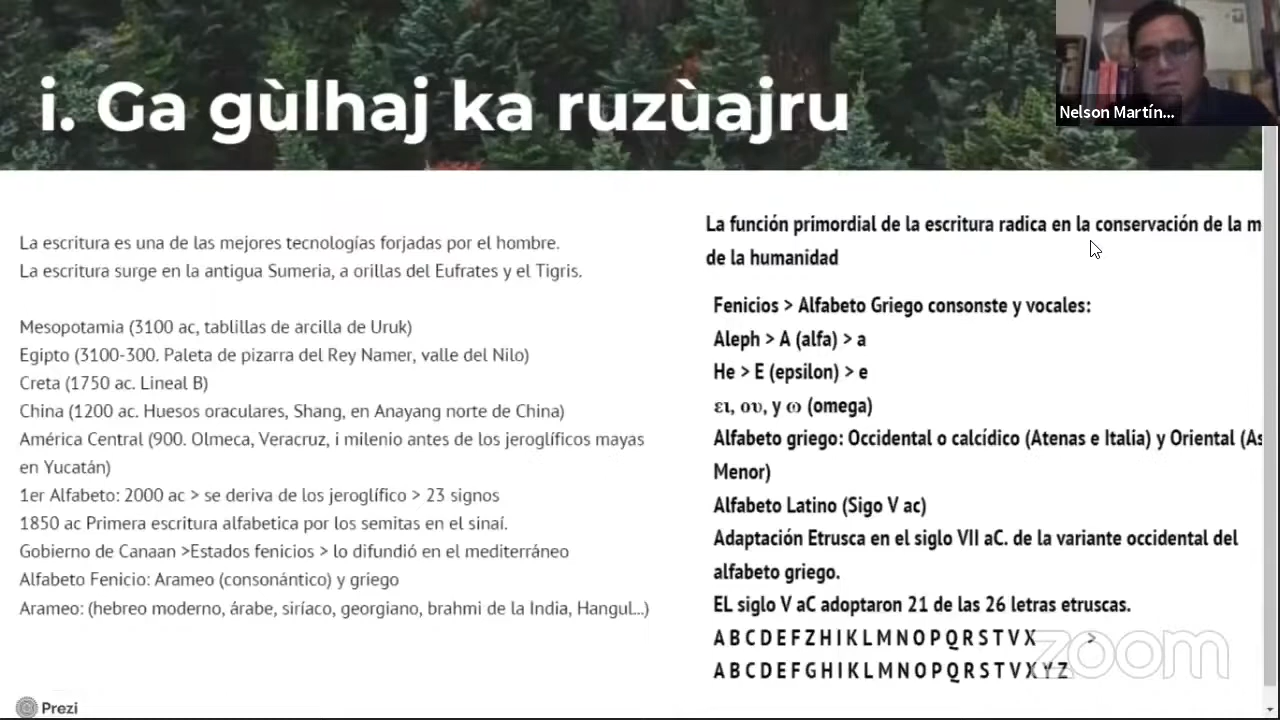 i. Ga gùlhaj ka ruzùajru
Nelson Martín...
La escritura es una de las mejores tecnologías forjadas por el hombre.
La escritura surge en la antigua Sumeria, a orillas del Eufrates y el Tigris.
Mesopotamia (3100 ac, tablillas de arcilla de Uruk)
Egipto (3100-300. Paleta de pizarra del Rey Namer, valle del Nilo)
Creta (1750 ac. Lineal B)
China (1200 ac. Huesos oraculares, Shang, en Anayang norte de China)
América Central (900. Olmeca, Veracruz, i milenio antes de los jeroglíficos mayas
en Yucatán)
1er Alfabeto: 2000 ac > se deriva de los jeroglífico > 23 signos
1850 ac Primera escritura alfabetica por los semitas en el sinaí.
Gobierno de Canaan >Estados fenicios > lo difundió en el mediterráneo
Alfabeto Fenicio: Arameo (consonántico) y griego
Arameo: (hebreo moderno, árabe, siríaco, georgiano, brahmi de la India, Hangul...)
La función primordial de la escritura radica en la conservación de la m
de la humanidad
Fenicios > Alfabeto Griego consonste y vocales:
Aleph > A (alfa) > a
He > E (epsilon) > e
ει, ου, y ω (omega)
Alfabeto griego: Occidental o calcídico (Atenas e Italia) y Oriental (As
Menor)
Alfabeto Latino (Sigo V ac)
Adaptación Etrusca en el siglo VII aC. de la variante occidental del
alfabeto griego.
EL siglo V aC adoptaron 21 de las 26 letras etruscas.
A B C D E F Z H I K L M N O P Q R S T V X >
A B C D E F G H I K L M N O P Q R S T V X Y Z
zoom
Prezi